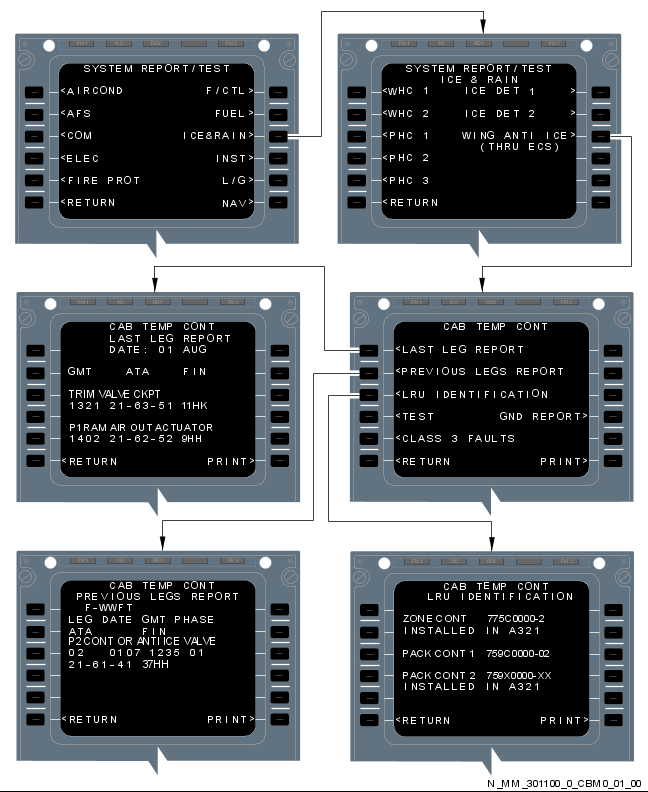 SYSTEM REPORT/TEST
<AIRCOND F/CTL>
<AFS FUEL>
<COM ICE&RAIN>
<ELEC INST>
<FIRE PROT L/G>
<RETURN NAV>
SYSTEM REPORT/TEST
ICE & RAIN
<WHC 1 ICE DET 1 >
<WHC 2 ICE DET 2 >
<PHC 1 WING ANTI ICE>
(THRU ECS)
<PHC 2
<PHC 3
<RETURN
CAB TEMP CONT
LAST LEG REPORT
DATE: 01 AUG
GMT ATA FIN
TRIM VALVE CKPT
1321 21-63-51 11HK
P1 RAM AIR OUT ACTUATOR
1402 21-62-52 9HH
<RETURN PRINT>
CAB TEMP CONT
<LAST LEG REPORT
<PREVIOUS LEGS REPORT
<LRU IDENTIFICATION
<TEST GND REPORT>
<CLASS 3 FAULTS
<RETURN PRINT>
CAB TEMP CONT
PREVIOUS LEGS REPORT
F-WWFT
LEG DATE GMT PHASE
ATA FIN
P2 CONT OR ANTI ICE VALVE
02 0107 1235 01
21-61-41 37HH
<RETURN PRINT>
CAB TEMP CONT
LRU IDENTIFICATION
ZONE CONT 775C0000-2
INSTALLED IN A321
PACK CONT 1 759C0000-02
PACK CONT 2 759X0000-XX
INSTALLED IN A321
<RETURN PRINT>
N_MM_301100_0_CBM0_01_00